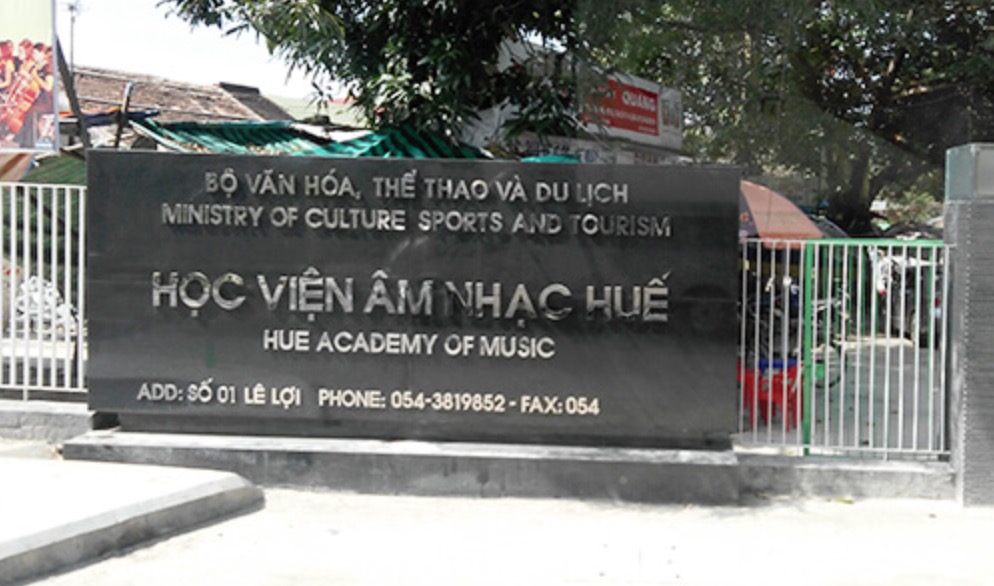 QUẢNG
BỘ VĂN HÓA, THỂ THAO VÀ DU LỊCH
MINISTRY OF CULTURE SPORTS AND TOURISM
HỌC VIỆN ÂM NHẠC HUẾ
HUE ACADEMY OF MUSIC
ADD: SỐ 01 LÊ LỢI PHONE: 054-3819852 - FAX: 054